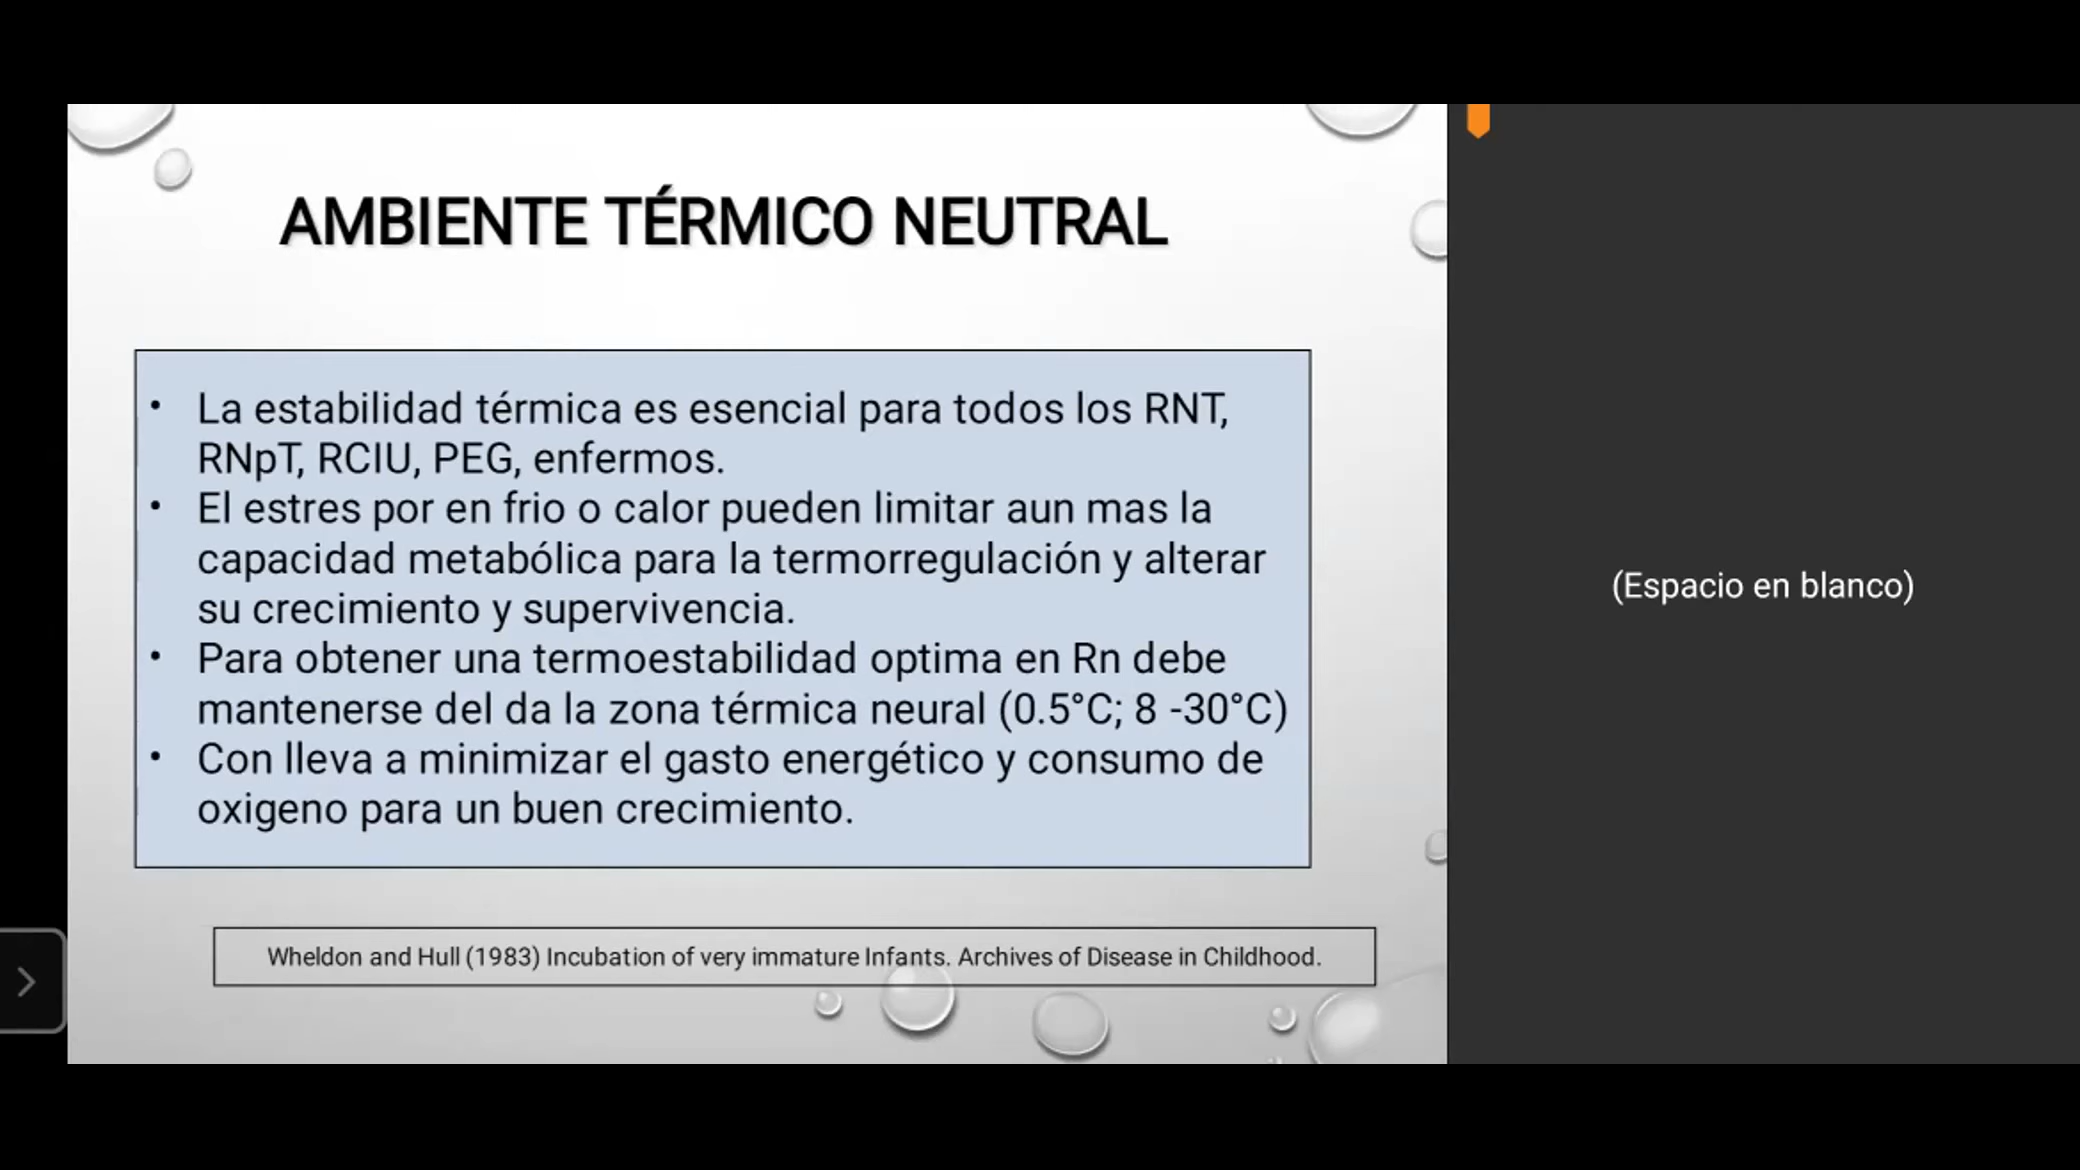 AMBIENTE TÉRMICO NEUTRAL
• La estabilidad térmica es esencial para todos los RNT,
RNpT, RCIU, PEG, enfermos.
• El estres por en frio o calor pueden limitar aun mas la
capacidad metabólica para la termorregulación y alterar
su crecimiento y supervivencia.
• Para obtener una termoestabilidad optima en Rn debe
mantenerse del da la zona térmica neural (0.5°C; 8 -30°C)
• Con lleva a minimizar el gasto energético y consumo de
oxigeno para un buen crecimiento.
Wheldon and Hull (1983) Incubation of very immature Infants. Archives of Disease in Childhood.
(Espacio en blanco)